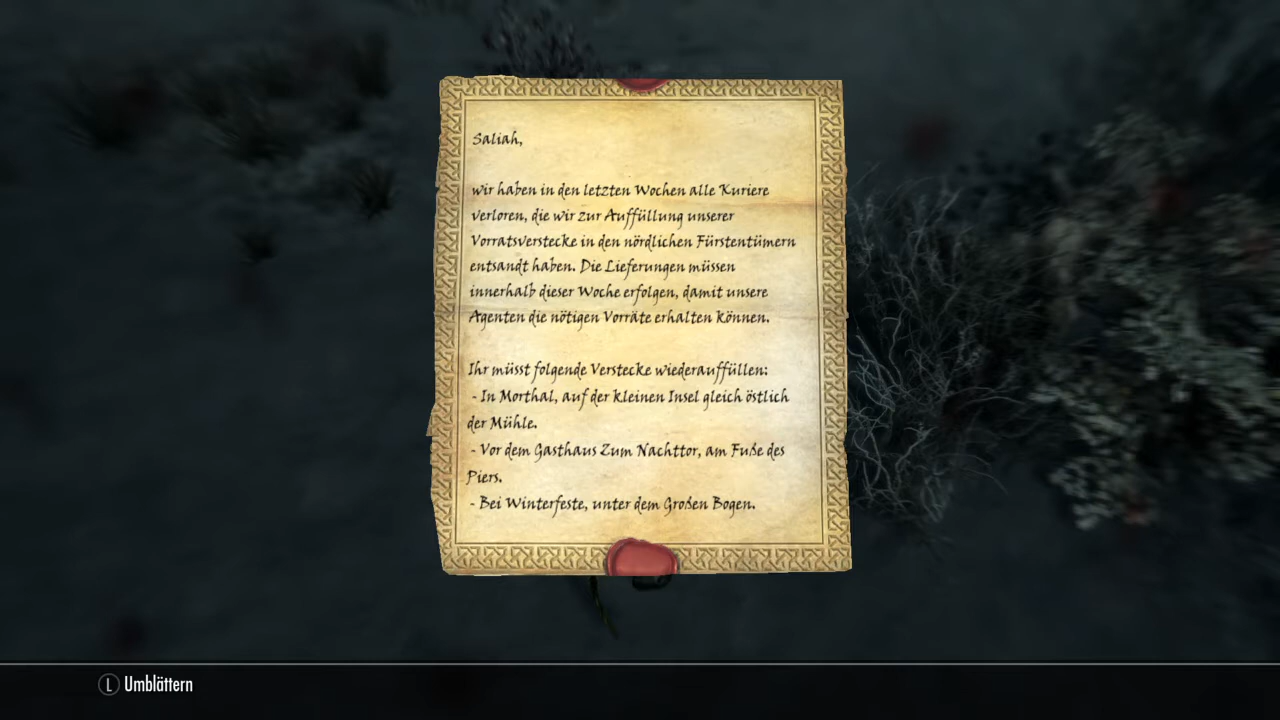 Saliah,
wir haben in den letzten Wochen alle Kuriere
verloren, die wir zur Auffüllung unserer
Vorratsverstecke in den nördlichen Fürstentümern
entsandt haben. Die Lieferungen müssen
innerhalb dieser Woche erfolgen, damit unsere
Agenten die nötigen Vorräte erhalten können.
Ihr müsst folgende Verstecke wiederauffüllen:
- In Morthal, auf der kleinen Insel gleich östlich
der Mühle.
- Vor dem Gasthaus Zum Nachttor, am Fuße des
Piers.
- Bei Winterfeste, unter dem Großen Bogen.
L Umblättern